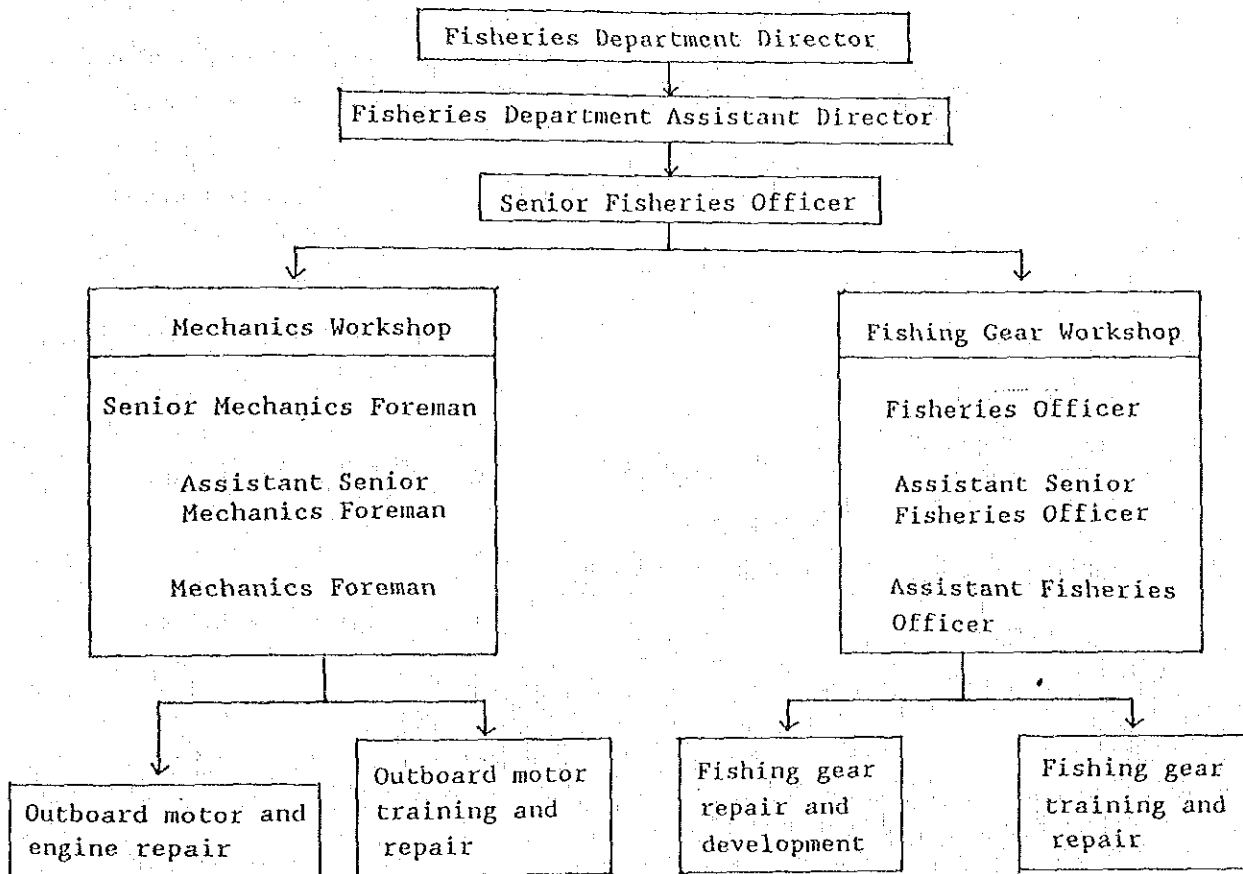 Fisheries Department Director
Fisheries Department Assistant Director
Senior Fisheries Officer
Mechanics Workshop
Senior Mechanics Foreman
Assistant Senior
Mechanics Foreman
Mechanics Foreman
Fishing Gear Workshop
Fisheries Officer
Assistant Senior
Fisheries Officer
Assistant Fisheries
Officer
Outboard motor and
engine repair
Outboard motor
training and
repair
Fishing gear
repair and
development
Fishing gear
training and
repair